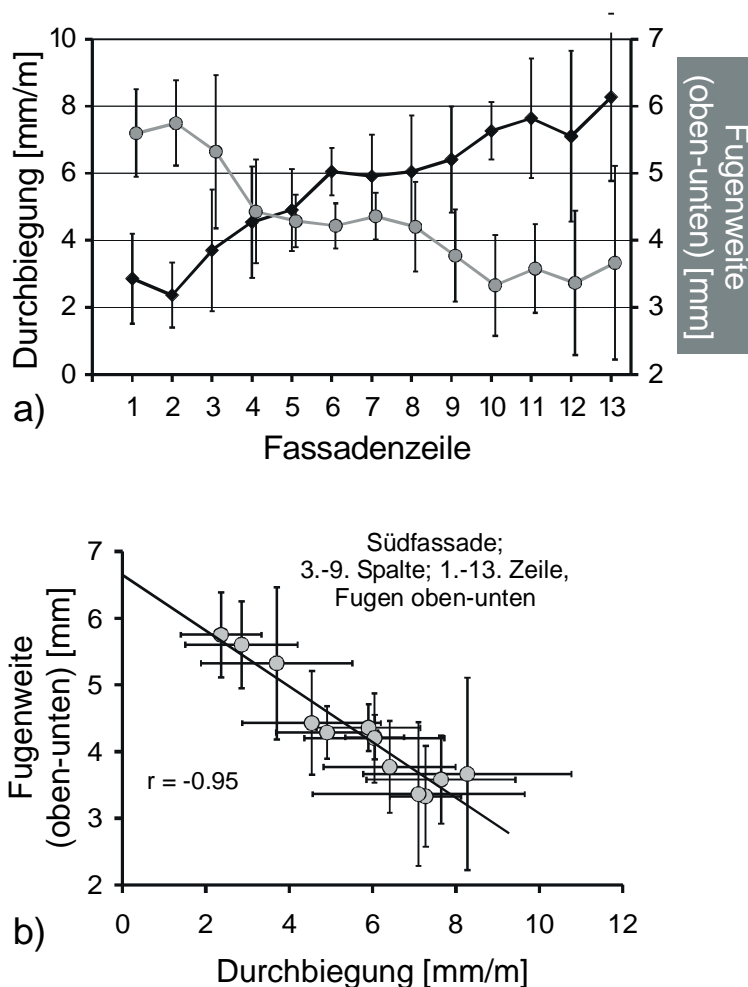 10
8
6
4
2
0
Durchbiegung [mm/m]
7
6
5
4
3
2
Fugenweite
(oben-unten) [mm]
1 2 3 4 5 6 7 8 9 10 11 12 13
a)
Fassadenzeile
Südfassade;
3.-9. Spalte; 1.-13. Zeile,
Fugen oben-unten
7
6
5
4
3
2
Fugenweite
(oben-unten) [mm]
r = -0.95
0 2 4 6 8 10 12
b)
Durchbiegung [mm/m]